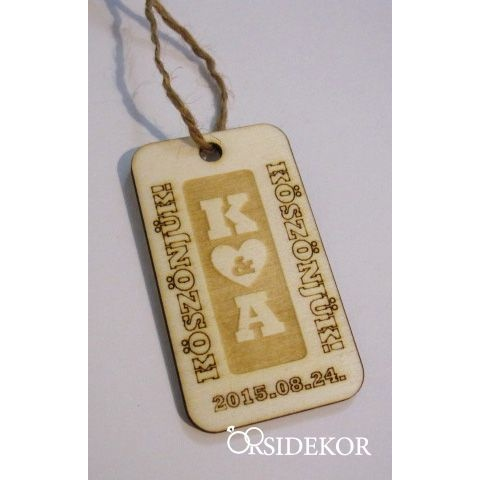 KÖSZÖNJÜK!
K
&
A
KÖSZÖNJÜK!
2015.08.24.
ORSIDEKOR